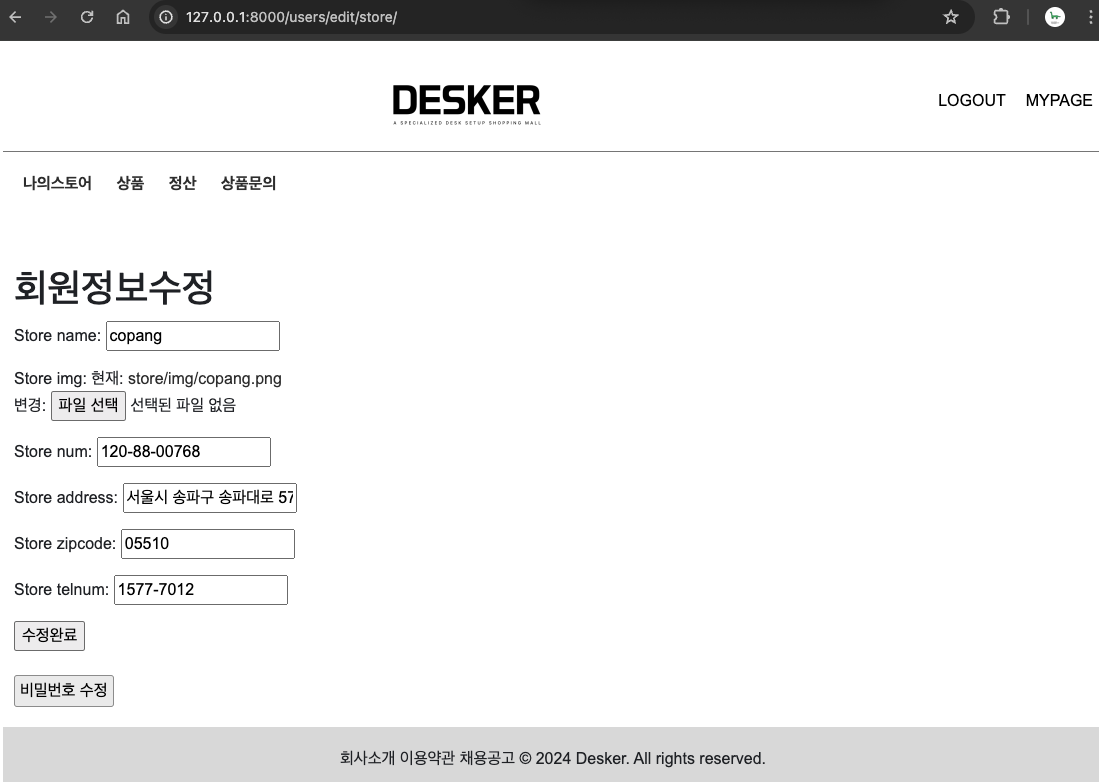 127.0.0.1:8000/users/edit/store/
DESKER
A SPECIALIZED DESK SETUP SHOPPING MALL
LOGOUT MYPAGE
나의스토어 상품 정산 상품문의
회원정보수정
Store name: copang
Store img: 현재: store/img/copang.png
변경: 파일 선택 선택된 파일 없음
Store num: 120-88-00768
Store address: 서울시 송파구 송파대로 57
Store zipcode: 05510
Store telnum: 1577-7012
수정완료
비밀번호 수정
회사소개 이용약관 채용공고 © 2024 Desker. All rights reserved.